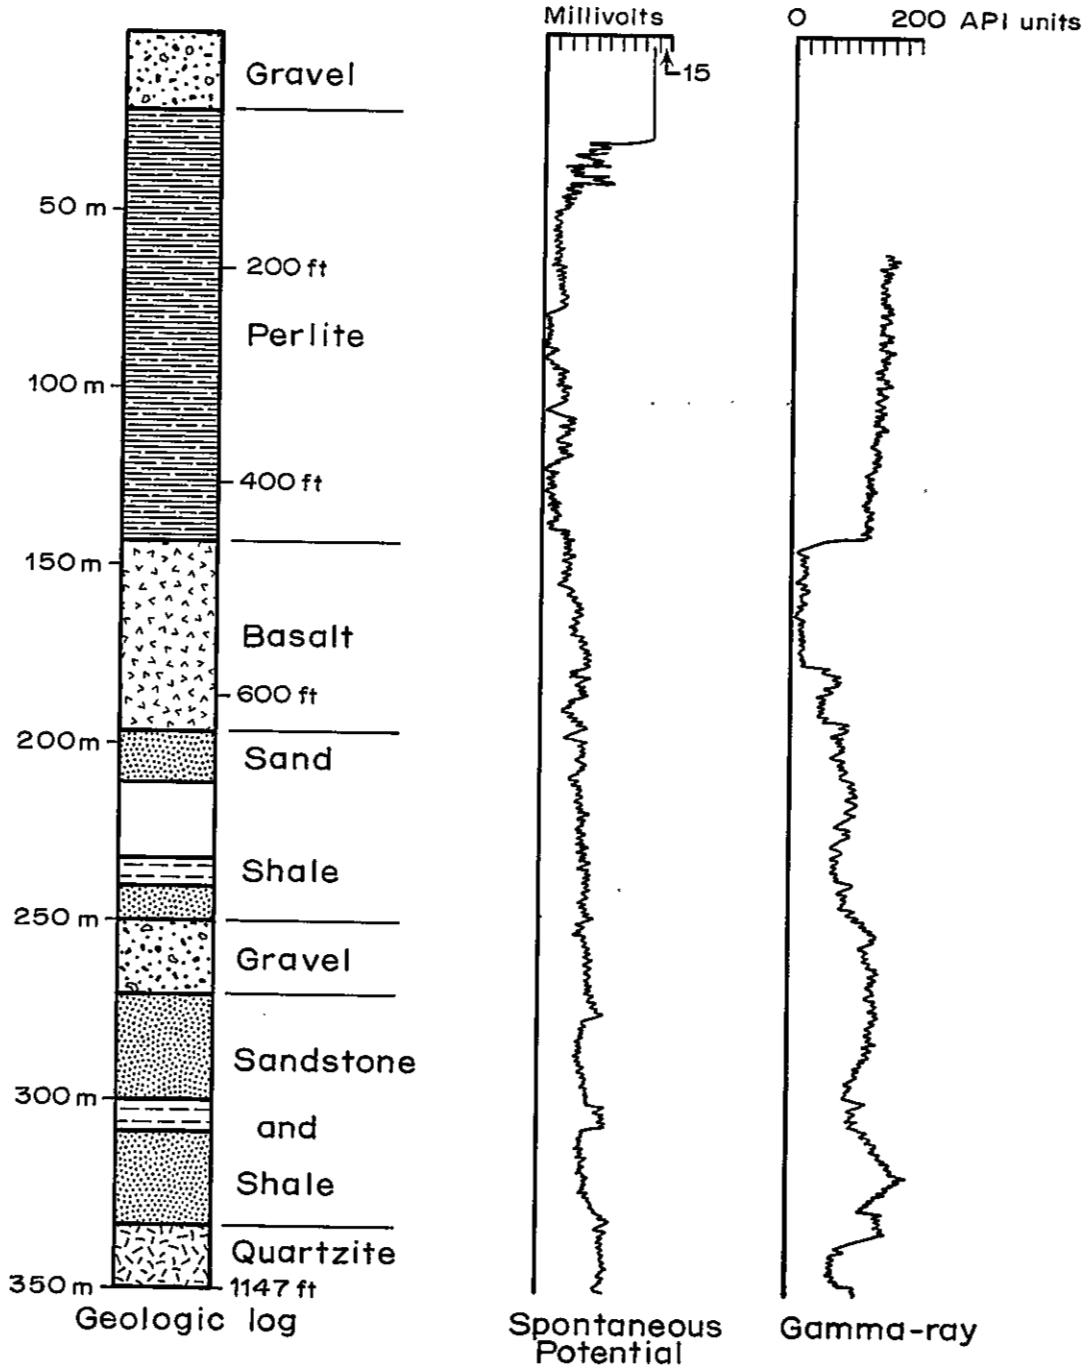 Millivolts
15
0 200 API units
Gravel
50 m
200 ft
Perlite
100 m
400 ft
150 m
Basalt
600 ft
200 m
Sand
Shale
250 m
Gravel
Sandstone
300 m
and
Shale
Quartzite
350 m
1147 ft
Geologic log
Spontaneous
Potential
Gamma-ray